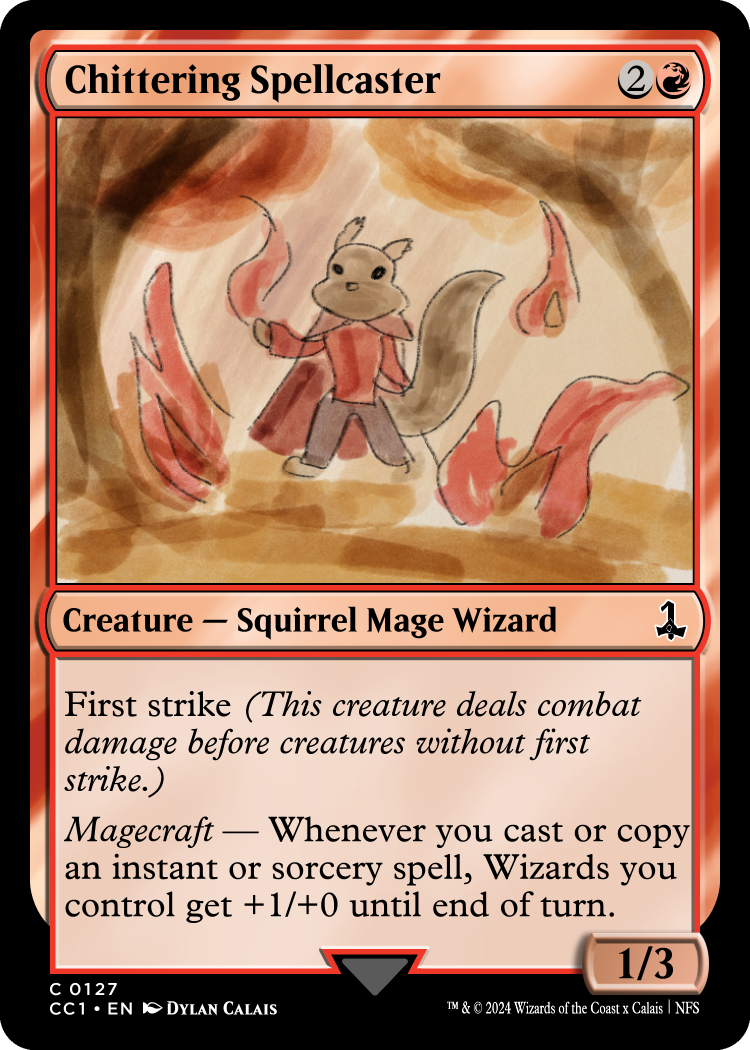 Chittering Spellcaster 2
Creature — Squirrel Mage Wizard
First strike (This creature deals combat
damage before creatures without first
strike.)
Magecraft — Whenever you cast or copy
an instant or sorcery spell, Wizards you
control get +1/+0 until end of turn.
1/3
C 0127
CC1 • EN DYLAN CALAIS
™ & © 2024 Wizards of the Coast x Calais | NFS